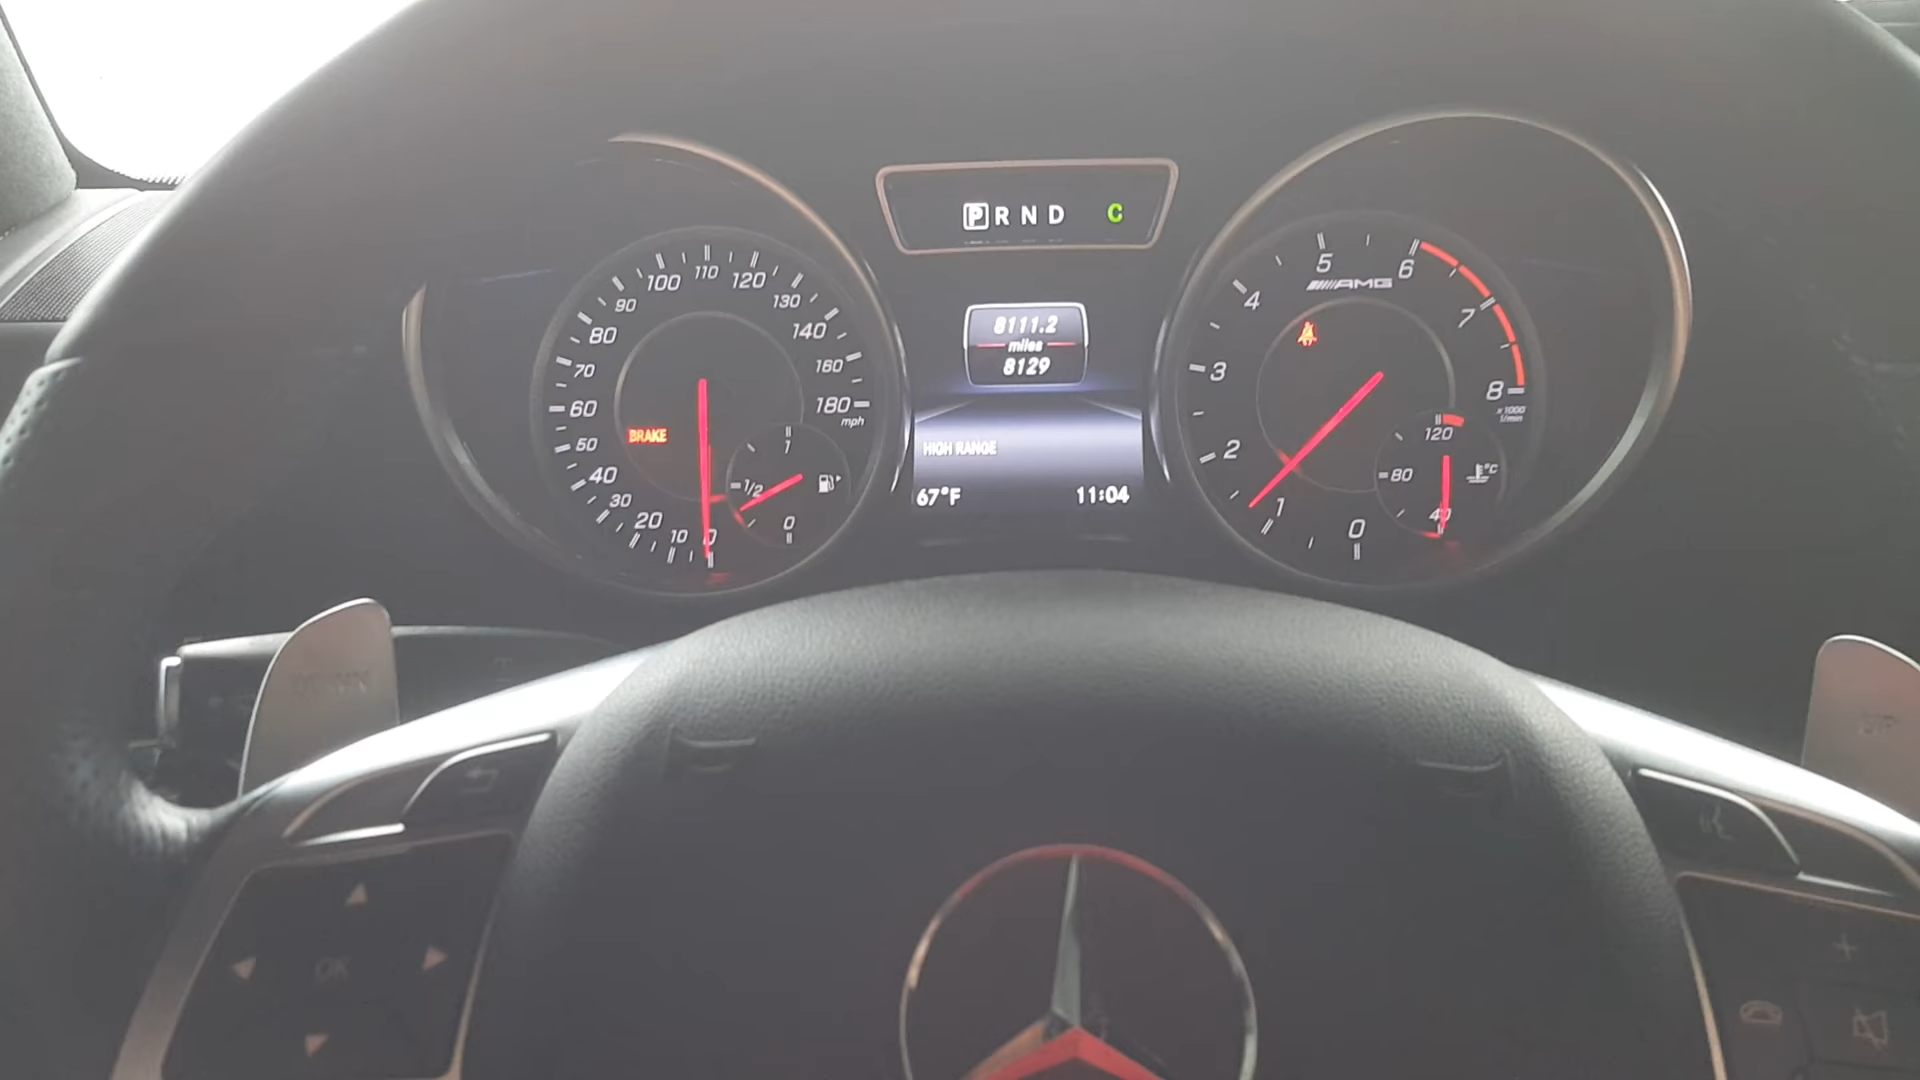 P R N D C
100 110 120
90 130
80 140
70 160
60 180
mph
50
40
30
20
10 0
BRAKE
1
1/2
0
8111.2
miles
8129
HIGH RANGE
67°F 11:04
5 6
AMG
4 7
3 8
x1000
1/min
2
1
0
120
80 °C
40
DOWN
OK
+